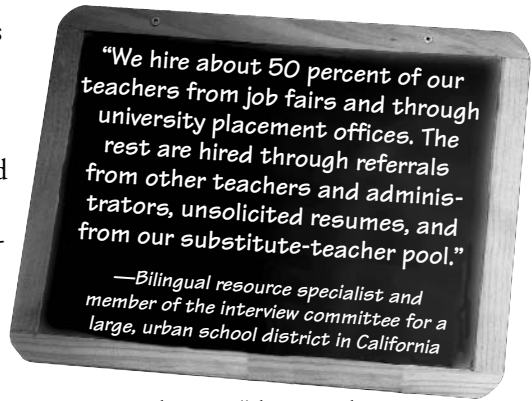 “We hire about 50 percent of our
teachers from job fairs and through
university placement offices. The
rest are hired through referrals
from other teachers and adminis-
trators, unsolicited resumes, and
from our substitute-teacher pool.”
—Bilingual resource specialist and
member of the interview committee for a
large, urban school district in California